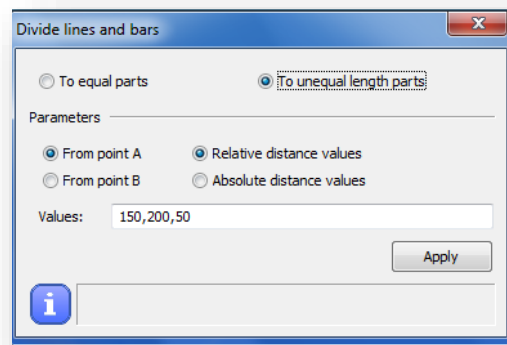 Divide lines and bars
To equal parts To unequal length parts
Parameters
From point A Relative distance values
From point B Absolute distance values
Values: 150,200,50
Apply
i